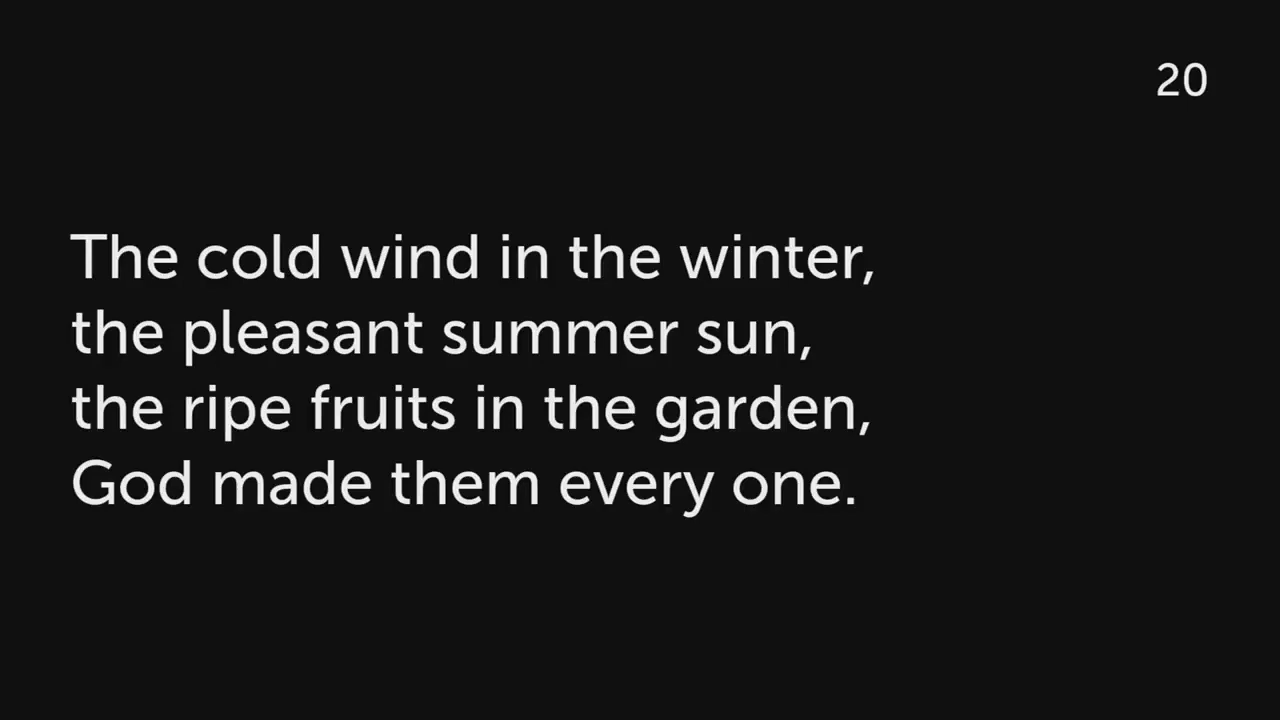 20
The cold wind in the winter,
the pleasant summer sun,
the ripe fruits in the garden,
God made them every one.